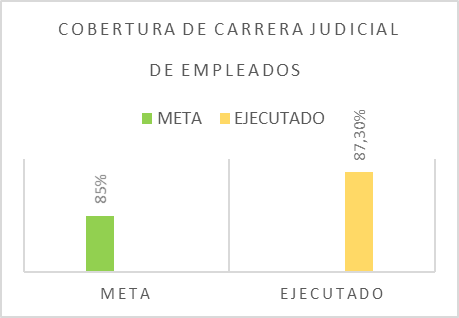 COBERTURA DE CARRERA JUDICIAL
DE EMPLEADOS
META EJECUTADO
85%
87,30%
META EJECUTADO